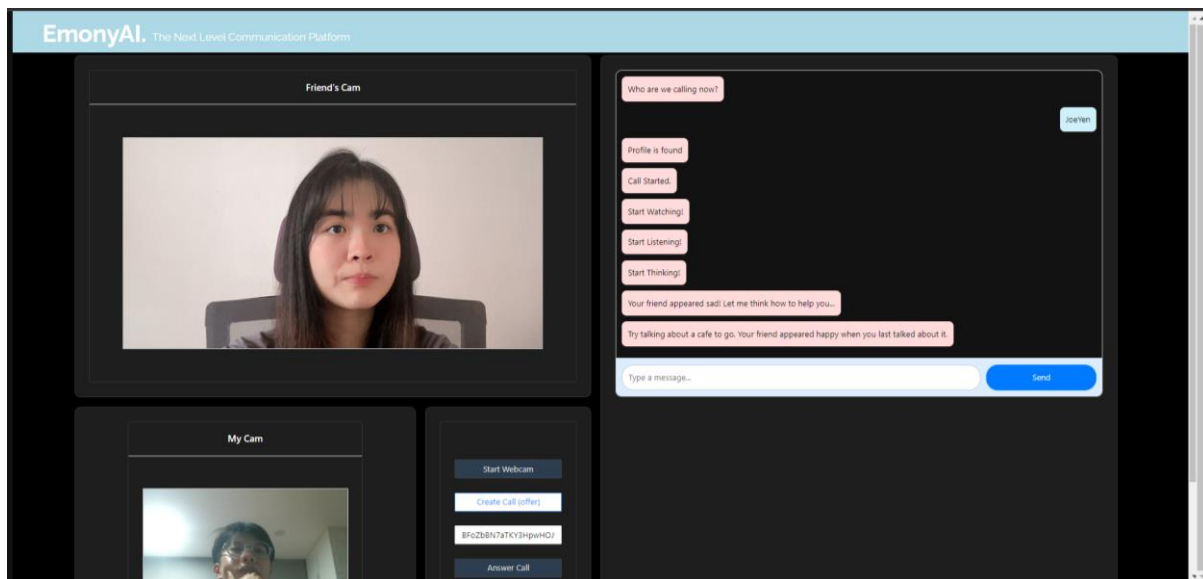 EmonyAI. The Next Level Communication Platform
Friend's Cam
Who are we calling now?
JoeYen
Profile is found
Call Started.
Start Watching!
Start Listening!
Start Thinking!
Your friend appeared sad! Let me think how to help you...
Try talking about a cafe to go. Your friend appeared happy when you last talked about it.
Type a message...
Send
My Cam
Start Webcam
Create Call (offer)
Answer Call